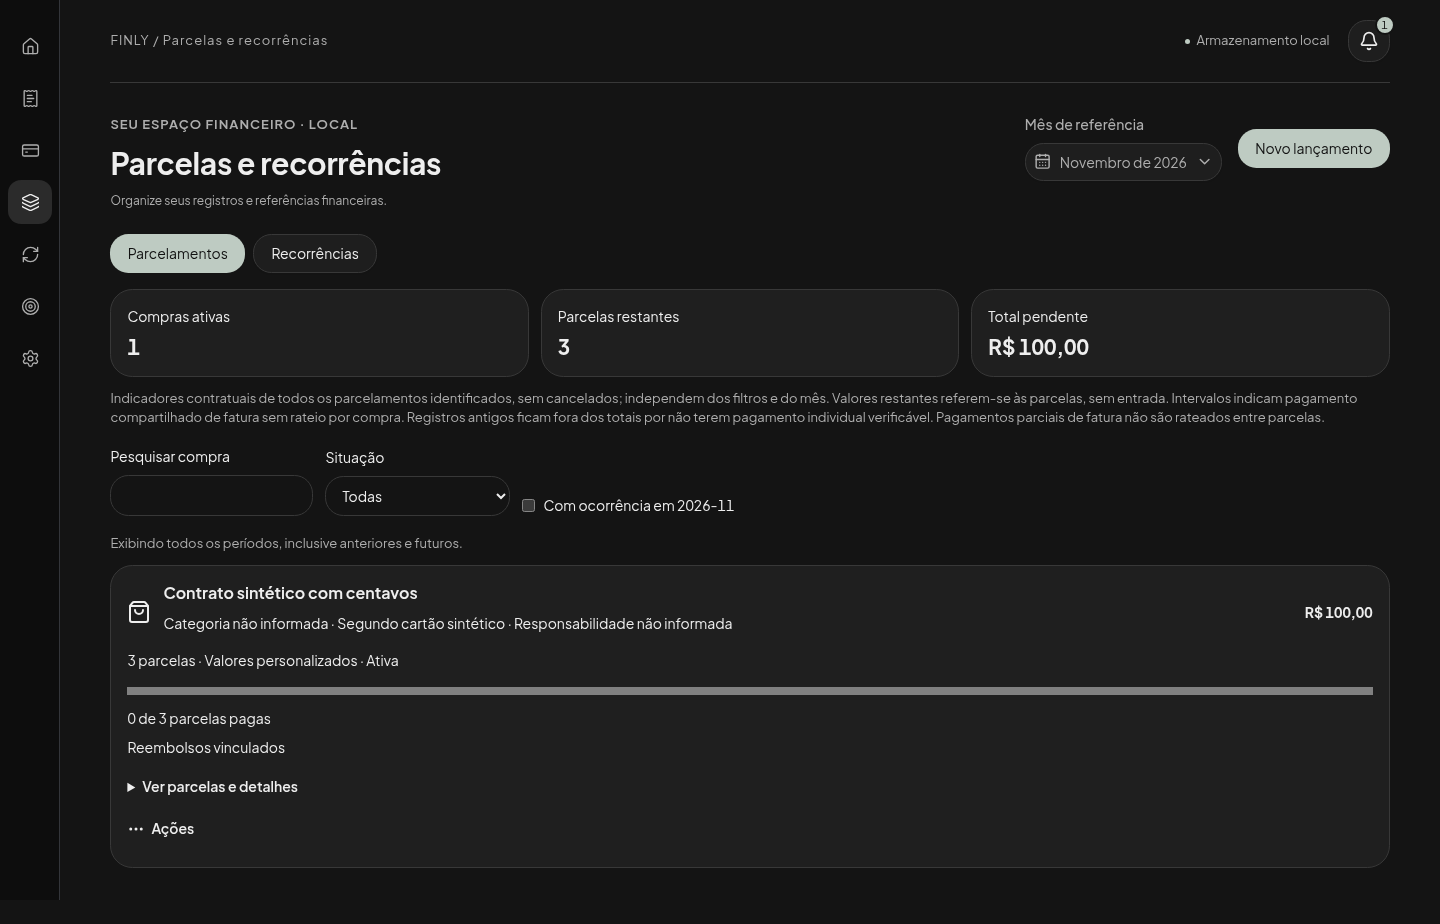 FINLY / Parcelas e recorrências
Armazenamento local
1
SEU ESPAÇO FINANCEIRO · LOCAL
Parcelas e recorrências
Organize seus registros e referências financeiras.
Mês de referência
Novembro de 2026
Novo lançamento
Parcelamentos
Recorrências
Compras ativas
1
Parcelas restantes
3
Total pendente
R$ 100,00
Indicadores contratuais de todos os parcelamentos identificados, sem cancelados; independem dos filtros e do mês. Valores restantes referem-se às parcelas, sem entrada. Intervalos indicam pagamento
compartilhado de fatura sem rateio por compra. Registros antigos ficam fora dos totais por não terem pagamento individual verificável. Pagamentos parciais de fatura não são rateados entre parcelas.
Pesquisar compra
Situação
Todas
Com ocorrência em 2026-11
Exibindo todos os períodos, inclusive anteriores e futuros.
Contrato sintético com centavos
Categoria não informada · Segundo cartão sintético · Responsabilidade não informada
R$ 100,00
3 parcelas · Valores personalizados · Ativa
0 de 3 parcelas pagas
Reembolsos vinculados
Ver parcelas e detalhes
Ações